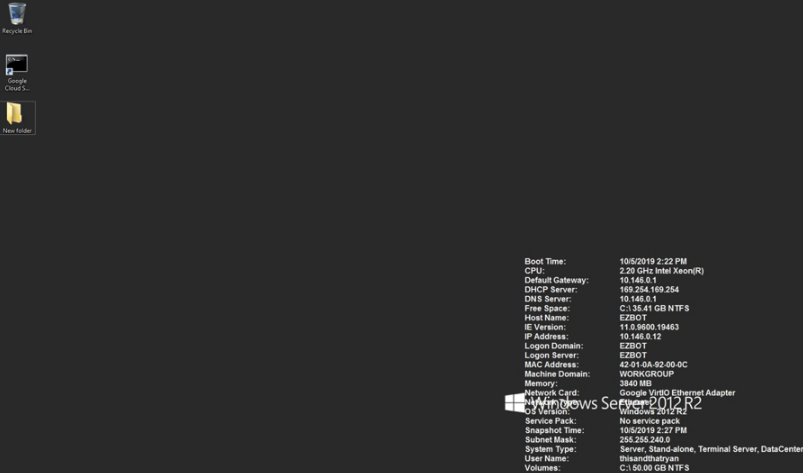 Recycle Bin
Google
Cloud S...
New folder
Boot Time: 10/5/2019 2:22 PM
CPU: 2.20 GHz Intel Xeon(R)
Default Gateway: 10.146.0.1
DHCP Server: 169.254.169.254
DNS Server: 10.146.0.1
Free Space: C:\ 35.41 GB NTFS
Host Name: EZBOT
IE Version: 11.0.9600.19463
IP Address: 10.146.0.12
Logon Domain: EZBOT
Logon Server: EZBOT
MAC Address: 42-01-0A-92-00-0C
Machine Domain: WORKGROUP
Memory: 3840 MB
Network Card: Google VirtIO Ethernet Adapter
Network Type: Ethernet
Windows Server 2012 R2
OS Version: Windows 2012 R2
Service Pack: No service pack
Snapshot Time: 10/5/2019 2:27 PM
Subnet Mask: 255.255.240.0
System Type: Server, Stand-alone, Terminal Server, DataCenter
User Name: thisandthatryan
Volumes: C:\ 50.00 GB NTFS